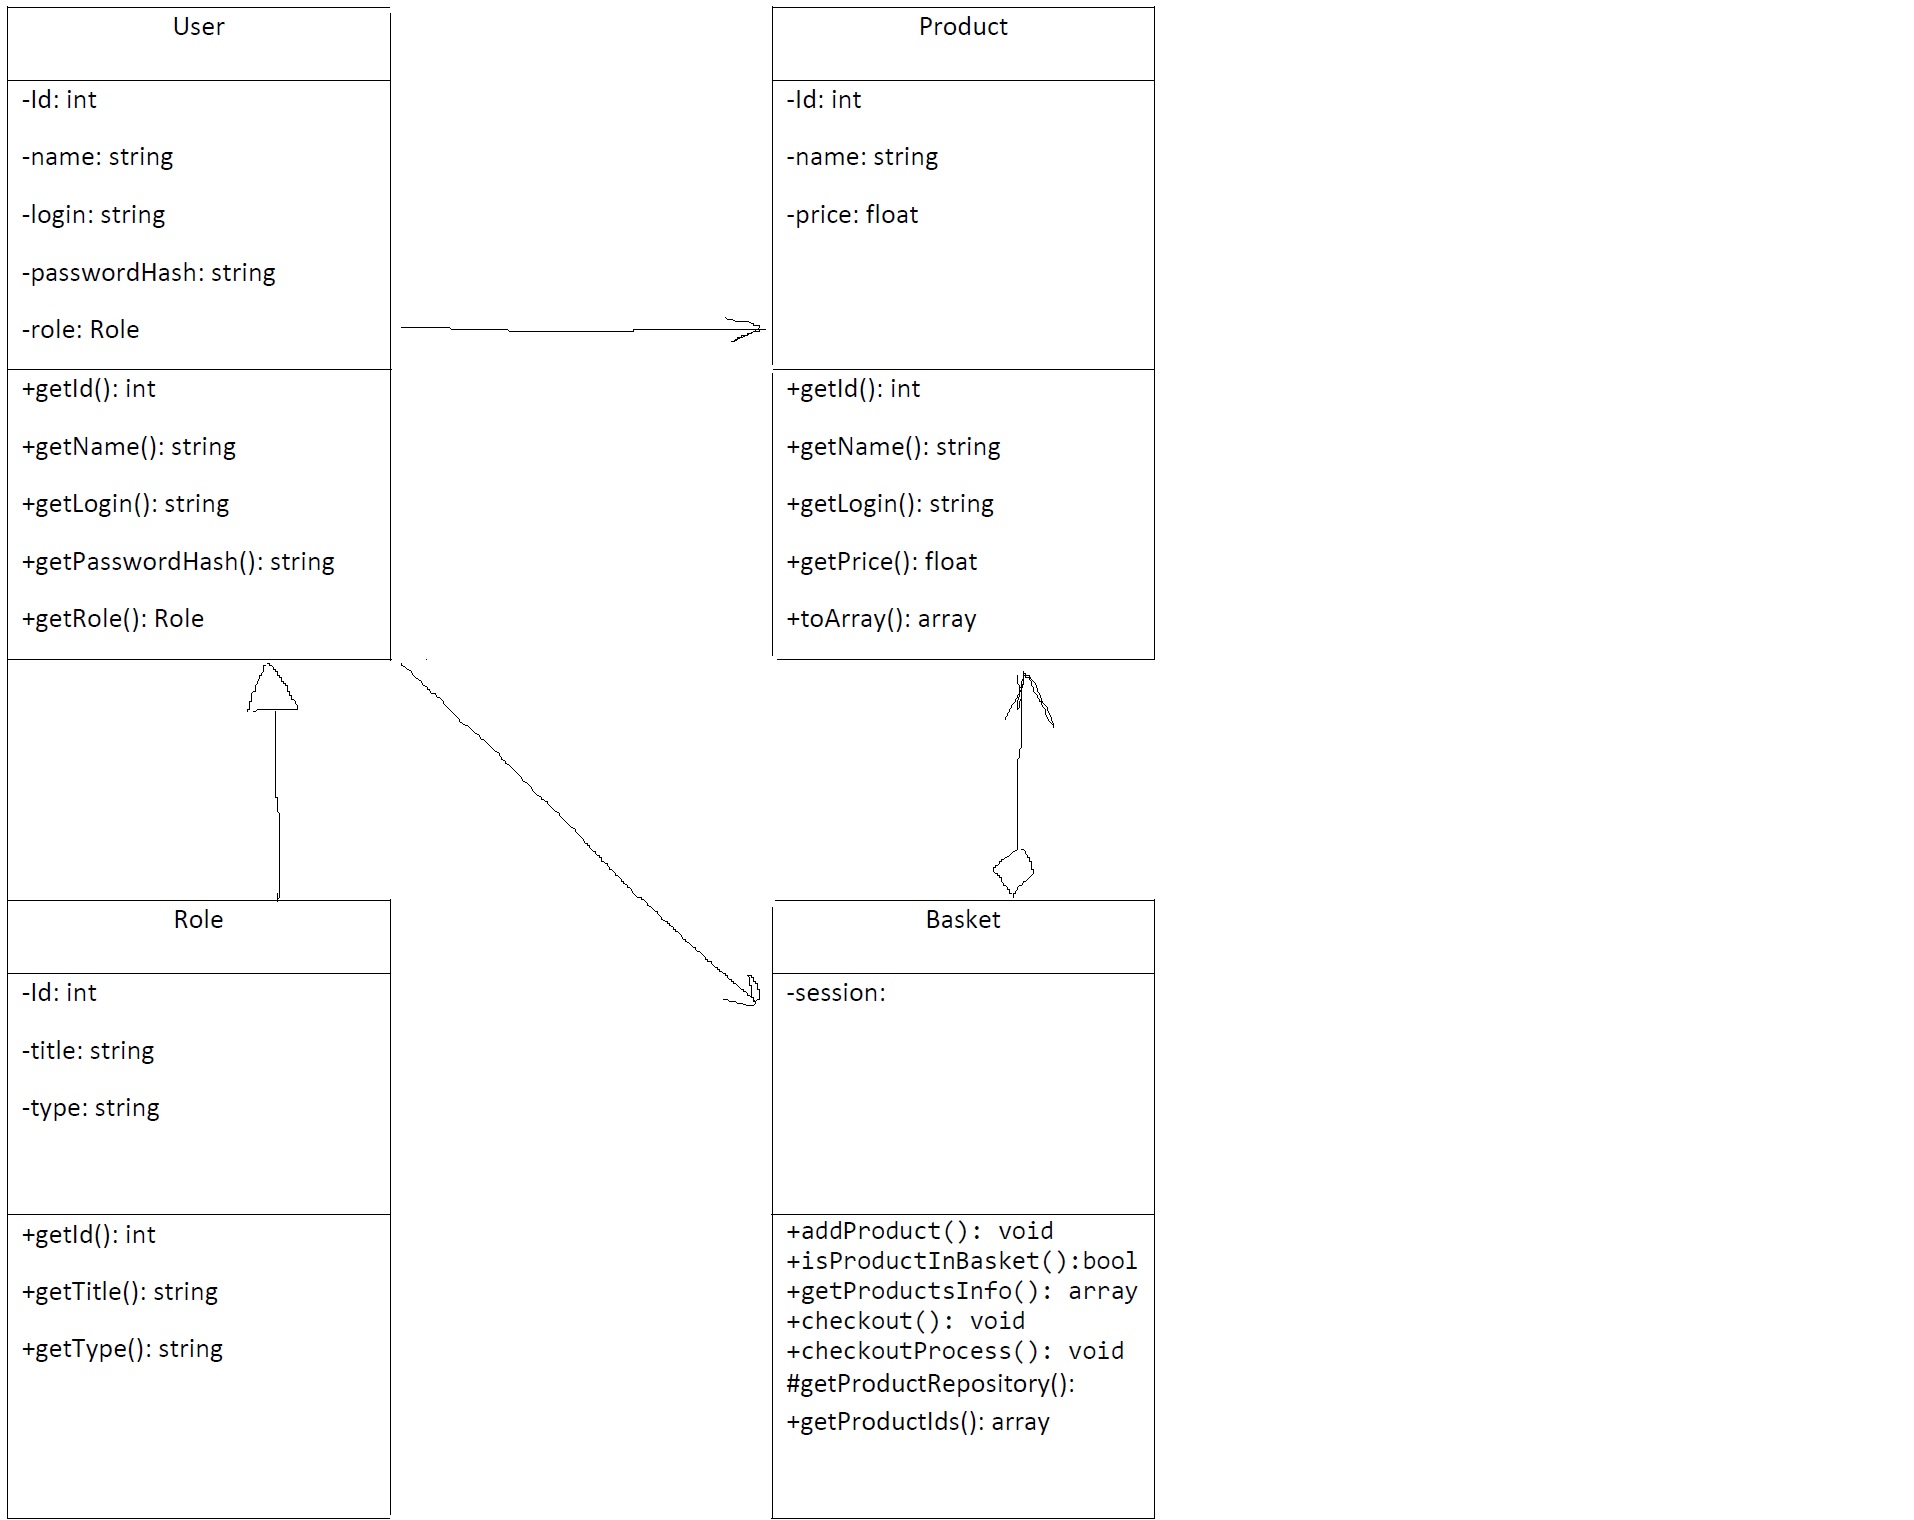 User
-Id: int
-name: string
-login: string
-passwordHash: string
-role: Role
+getId(): int
+getName(): string
+getLogin(): string
+getPasswordHash(): string
+getRole(): Role
Product
-Id: int
-name: string
-price: float
+getId(): int
+getName(): string
+getLogin(): string
+getPrice(): float
+toArray(): array
Role
-Id: int
-title: string
-type: string
+getId(): int
+getTitle(): string
+getType(): string
Basket
-session:
+addProduct(): void
+isProductInBasket():bool
+getProductsInfo(): array
+checkout(): void
+checkoutProcess(): void
#getProductRepository():
+getProductIds(): array